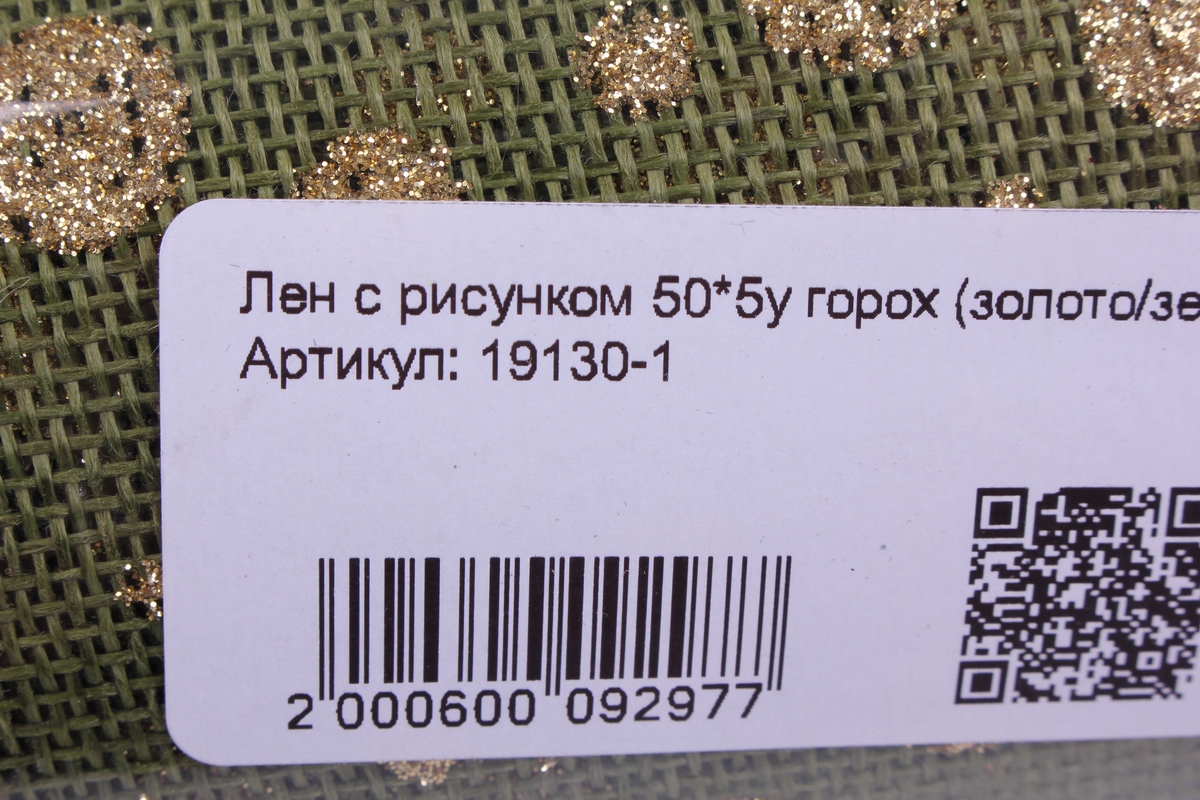 Лен с рисунком 50*5у горох (золото/зе
Артикул: 19130-1
2 000600 092977